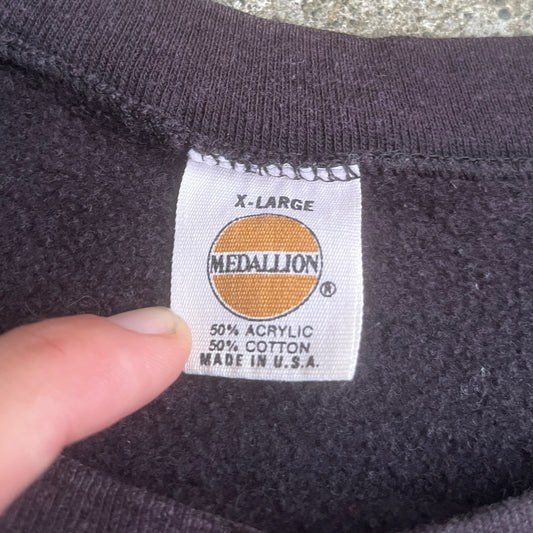 X-LARGE
MEDALLION
®
50% ACRYLIC
50% COTTON
MADE IN U.S.A.